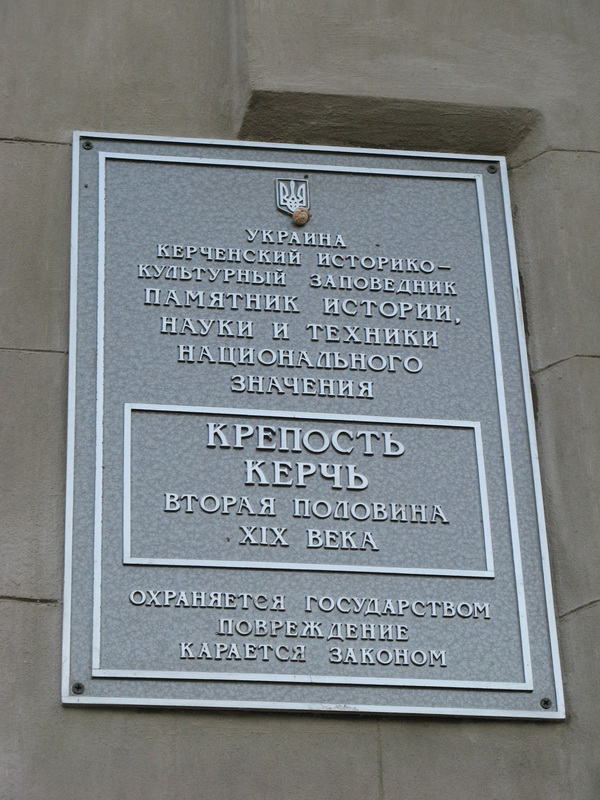 УКРАИНА
КЕРЧЕНСКИЙ ИСТОРИКО-
КУЛЬТУРНЫЙ ЗАПОВЕДНИК
ПАМЯТНИК ИСТОРИИ,
НАУКИ И ТЕХНИКИ
НАЦИОНАЛЬНОГО
ЗНАЧЕНИЯ
КРЕПОСТЬ
КЕРЧЬ
ВТОРАЯ ПОЛОВИНА
XIX ВЕКА
ОХРАНЯЕТСЯ ГОСУДАРСТВОМ
ПОВРЕЖДЕНИЕ
КАРАЕТСЯ ЗАКОНОМ